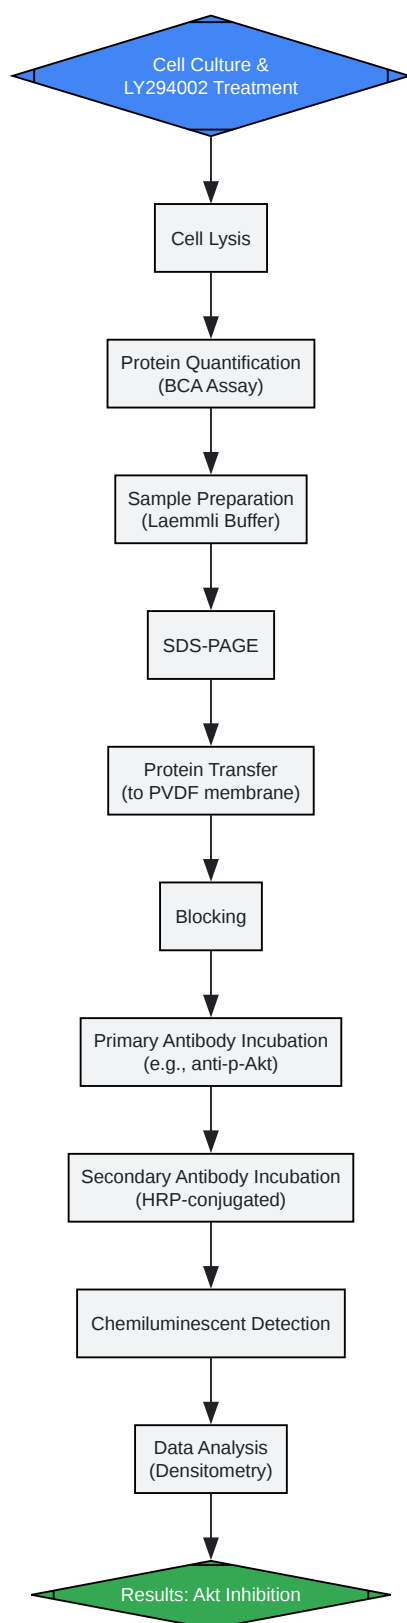 Cell Culture &
LY294002 Treatment
Cell Lysis
Protein Quantification
(BCA Assay)
Sample Preparation
(Laemmli Buffer)
SDS-PAGE
Protein Transfer
(to PVDF membrane)
Blocking
Primary Antibody Incubation
(e.g., anti-p-Akt)
Secondary Antibody Incubation
(HRP-conjugated)
Chemiluminescent Detection
Data Analysis
(Densitometry)
Results: Akt Inhibition